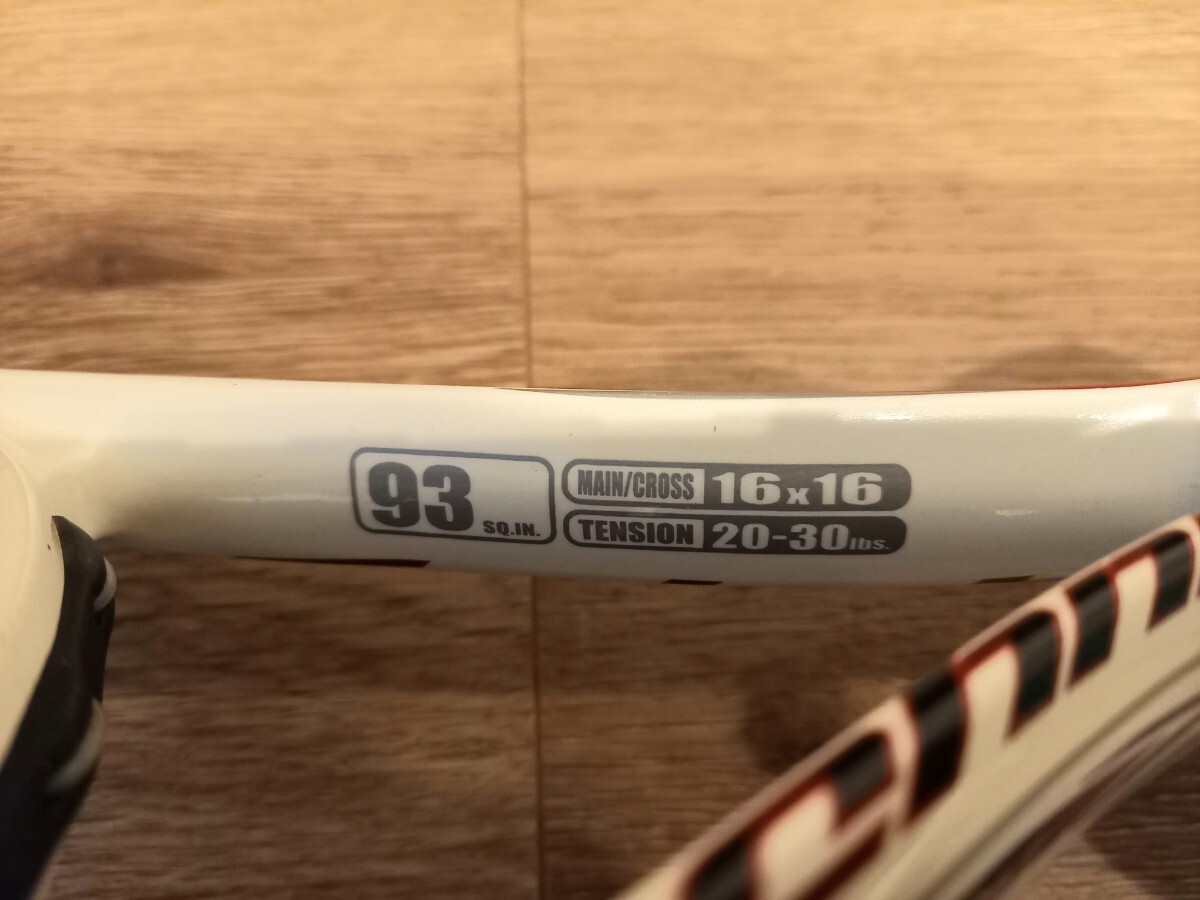 93 SQ.IN.
MAIN/CROSS 16x16
TENSION 20-30lbs.